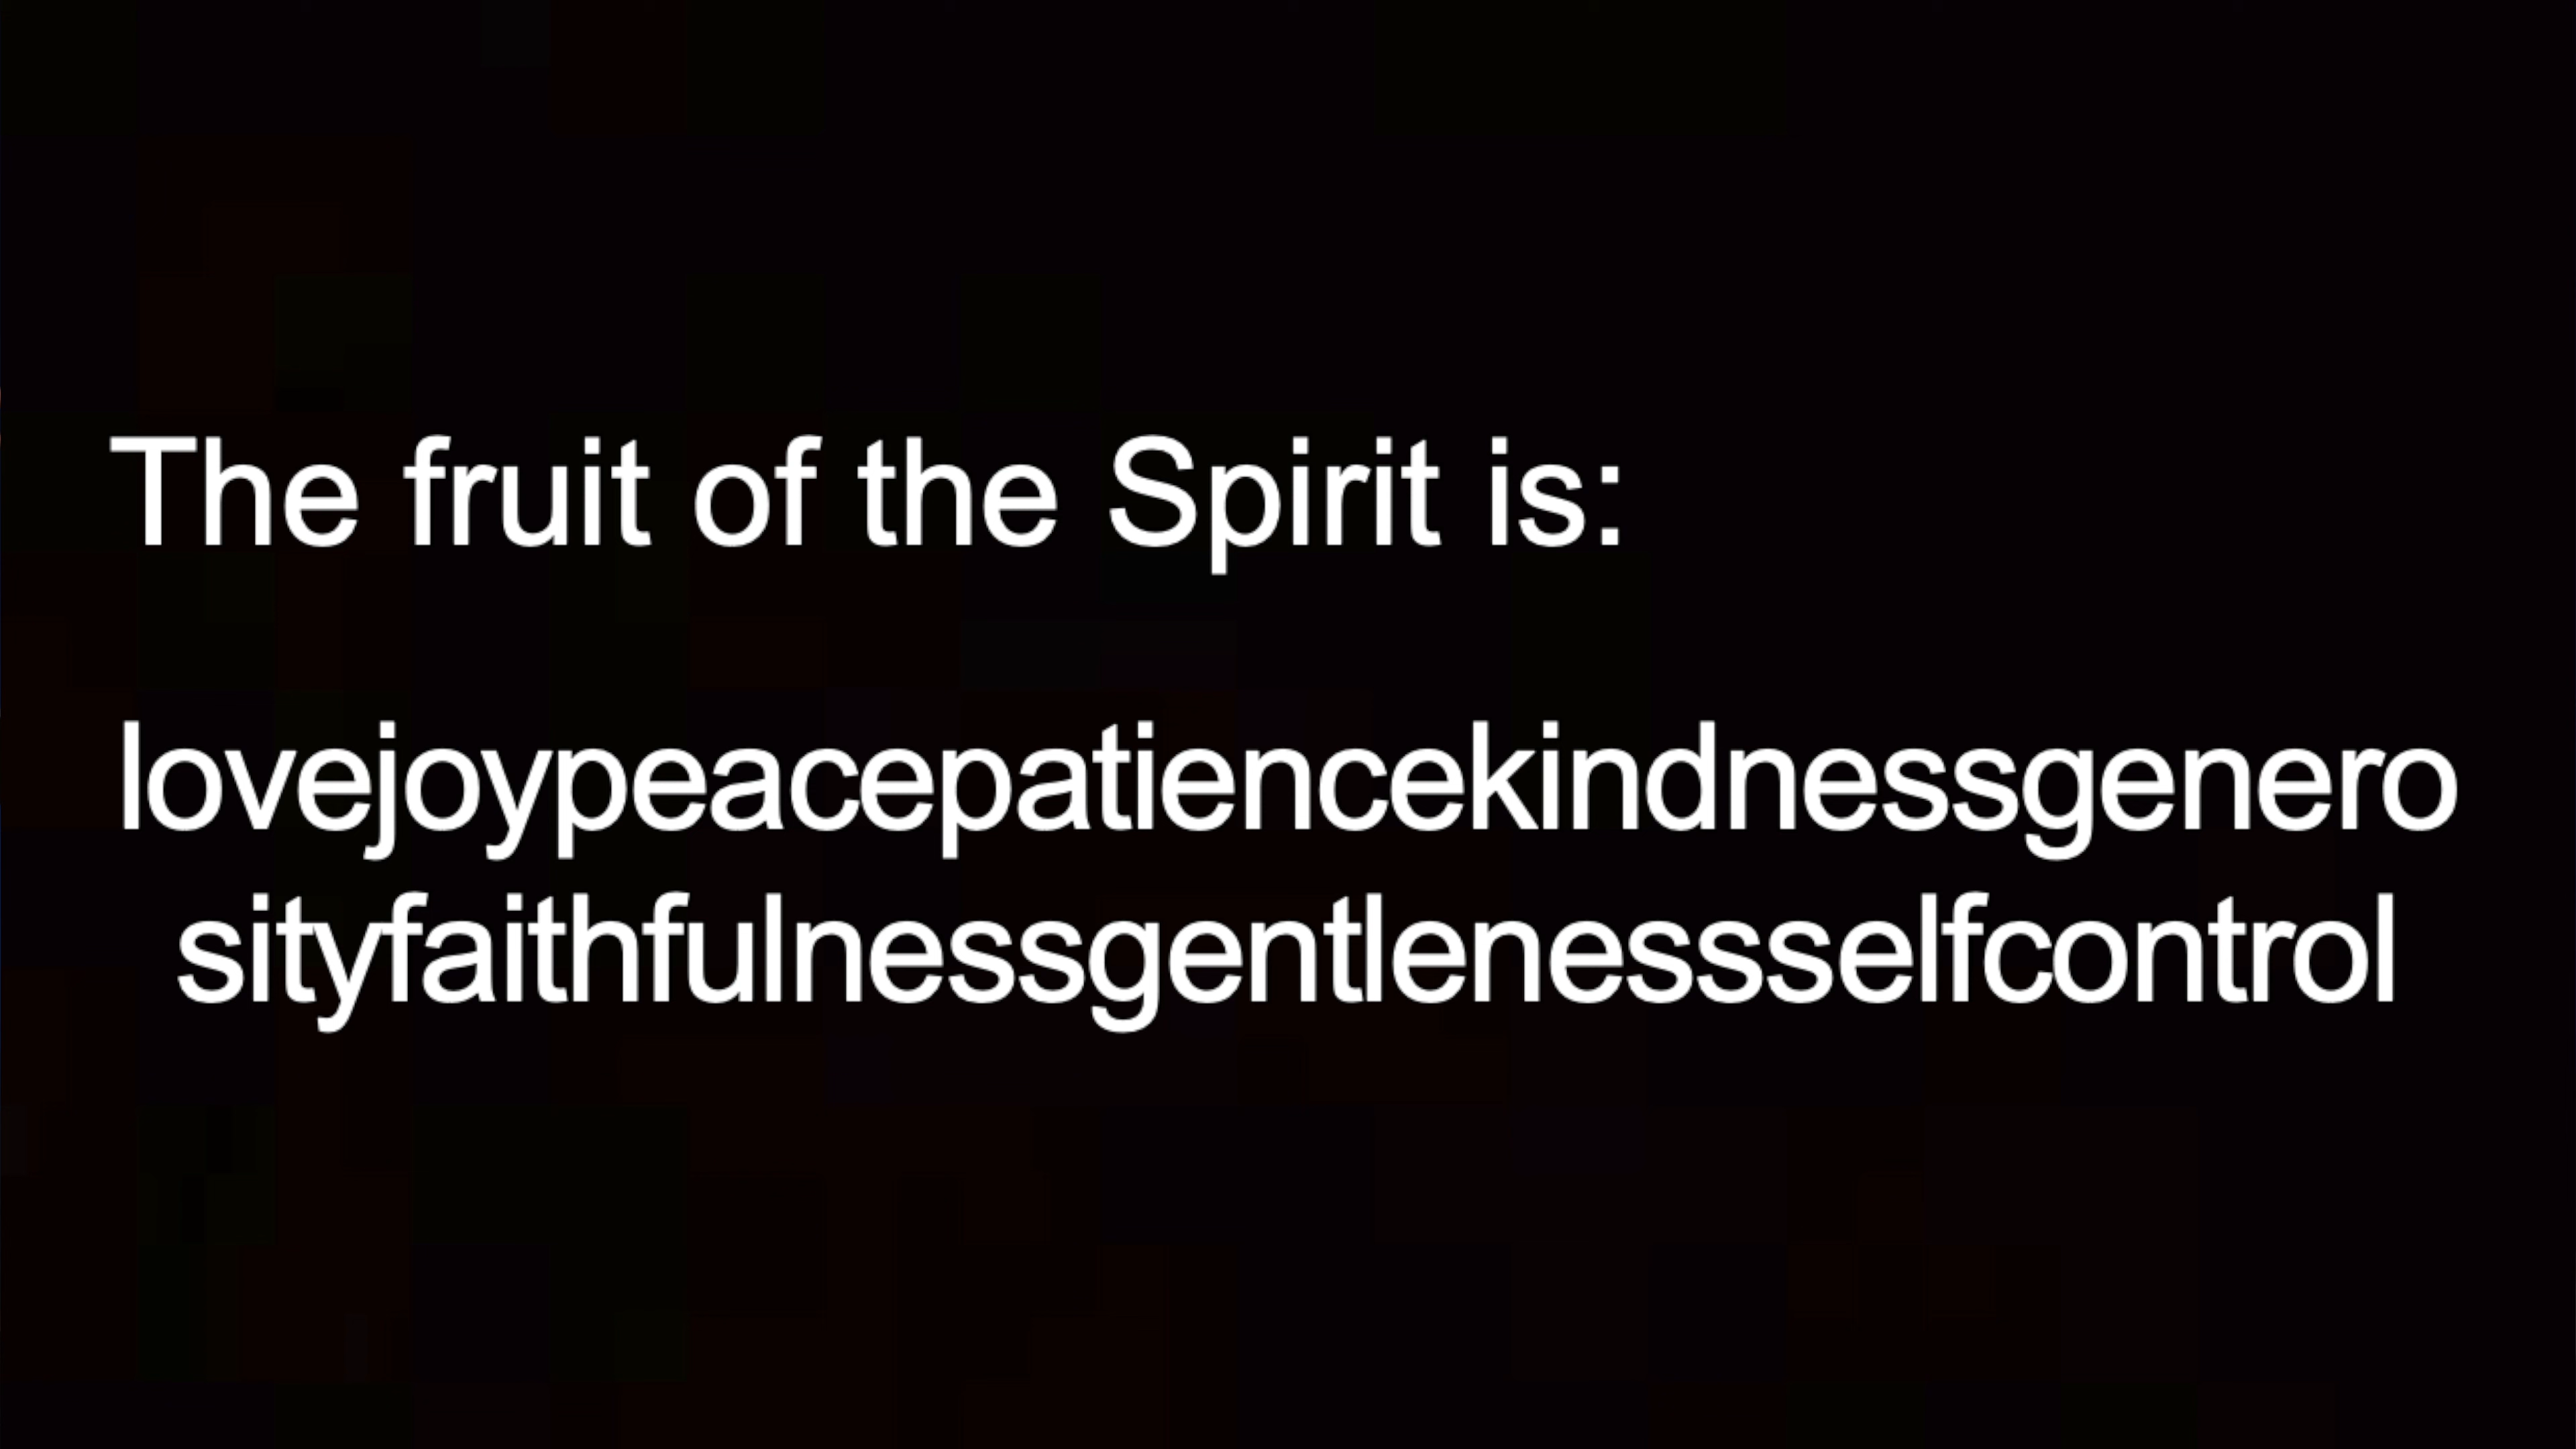 The fruit of the Spirit is:
lovejoypeacepatiencekindnessgenero
sityfaithfulnessgentlenessselfcontrol